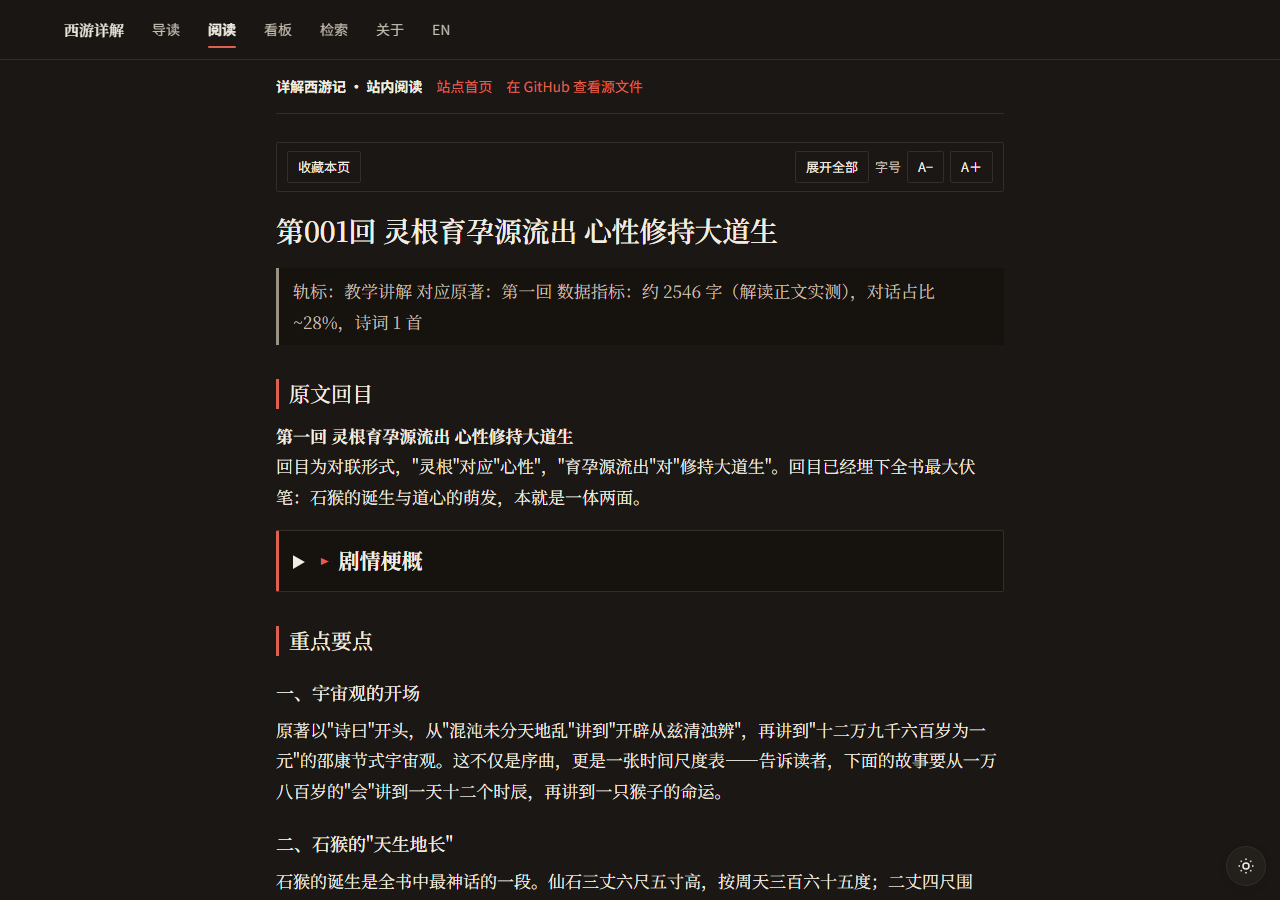 西游详解 导读 阅读 看板 检索 关于 EN
详解西游记 • 站内阅读 站点首页 在 GitHub 查看源文件
收藏本页 展开全部 字号 A− A＋
第001回 灵根育孕源流出 心性修持大道生
轨标：教学讲解 对应原著：第一回 数据指标：约 2546 字（解读正文实测），对话占比
~28%，诗词 1 首
原文回目
第一回 灵根育孕源流出 心性修持大道生
回目为对联形式，"灵根"对应"心性"，"育孕源流出"对"修持大道生"。回目已经埋下全书最大伏
笔：石猴的诞生与道心的萌发，本就是一体两面。
▶ ► 剧情梗概
重点要点
一、宇宙观的开场
原著以"诗曰"开头，从"混沌未分天地乱"讲到"开辟从兹清浊辨"，再讲到"十二万九千六百岁为一
元"的邵康节式宇宙观。这不仅是序曲，更是一张时间尺度表——告诉读者，下面的故事要从一万
八百岁的"会"讲到一天十二个时辰，再讲到一只猴子的命运。
二、石猴的"天生地长"
石猴的诞生是全书中最神话的一段。仙石三丈六尺五寸高，按周天三百六十五度；二丈四尺围